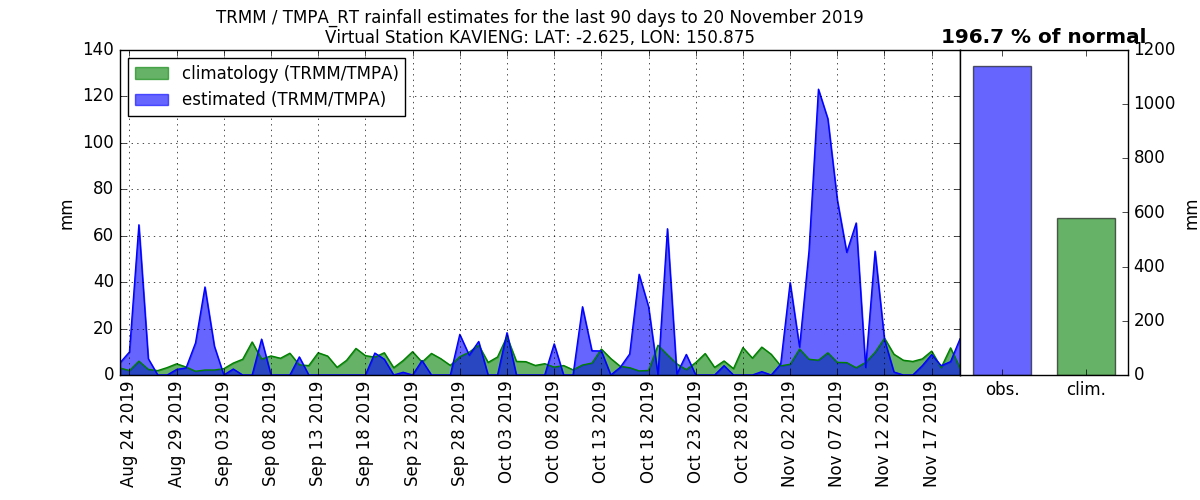 TRMM / TMPA_RT rainfall estimates for the last 90 days to 20 November 2019
Virtual Station KAVIENG: LAT: -2.625, LON: 150.875
196.7 % of normal
climatology (TRMM/TMPA)
estimated (TRMM/TMPA)
140
120
100
80
60
40
20
0
mm
1200
1000
800
600
400
200
0
mm
Aug 24 2019
Aug 29 2019
Sep 03 2019
Sep 08 2019
Sep 13 2019
Sep 18 2019
Sep 23 2019
Sep 28 2019
Oct 03 2019
Oct 08 2019
Oct 13 2019
Oct 18 2019
Oct 23 2019
Oct 28 2019
Nov 02 2019
Nov 07 2019
Nov 12 2019
Nov 17 2019
obs.
clim.